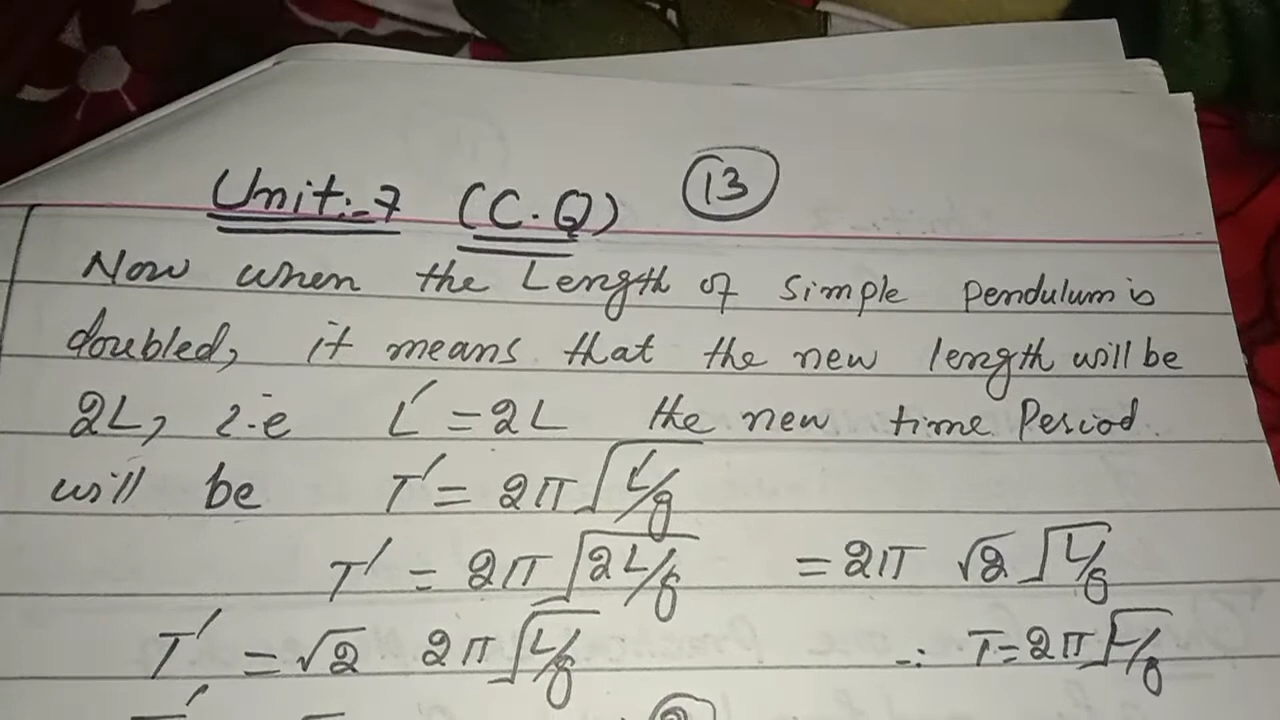 Unit:-7 (C.Q) 13
Now when the Length of simple pendulum is
doubled, it means that the new length will be
2L, i.e L' = 2L the new time Period.
will be T' = 2π √L'/g
T' = 2π √2L/g = 2π √2 √L/g
T' = √2 2π √L/g ∴ T = 2π √L/g